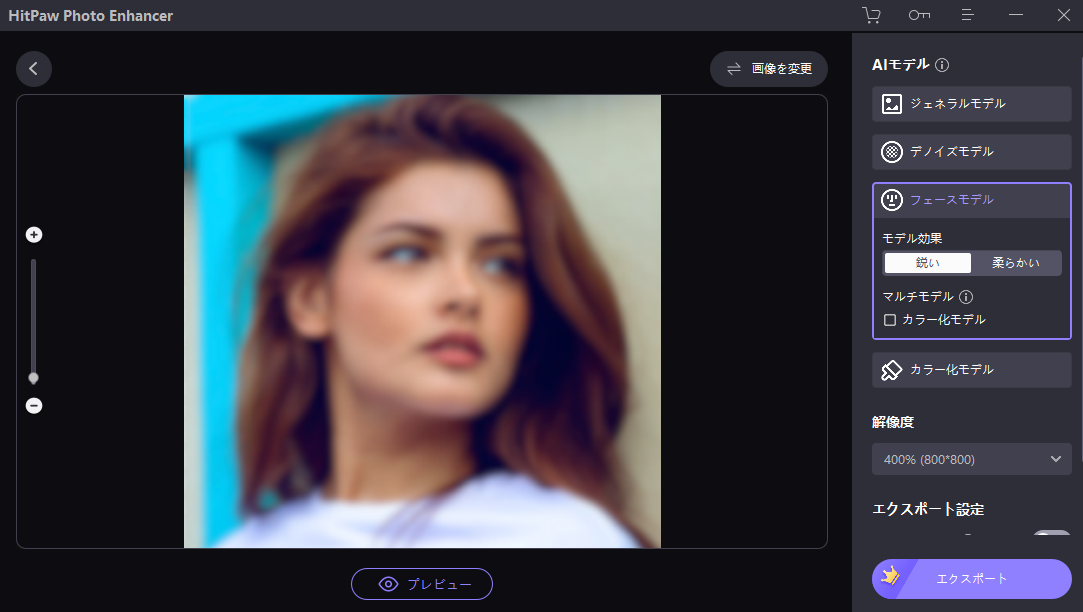 HitPaw Photo Enhancer
画像を変更
AIモデル
ジェネラルモデル
デノイズモデル
フェースモデル
モデル効果
鋭い 柔らかい
マルチモデル
カラー化モデル
カラー化モデル
解像度
400% (800*800)
エクスポート設定
プレビュー
エクスポート